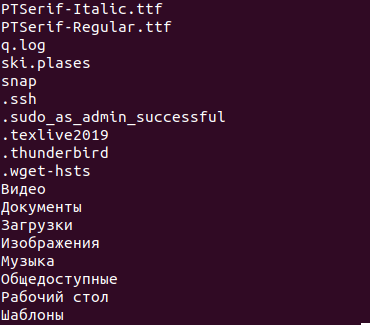 PTSerif-Italic.ttf
PTSerif-Regular.ttf
q.log
ski.plases
snap
.ssh
.sudo_as_admin_successful
.texlive2019
.thunderbird
.wget-hsts
Видео
Документы
Загрузки
Изображения
Музыка
Общедоступные
Рабочий стол
Шаблоны